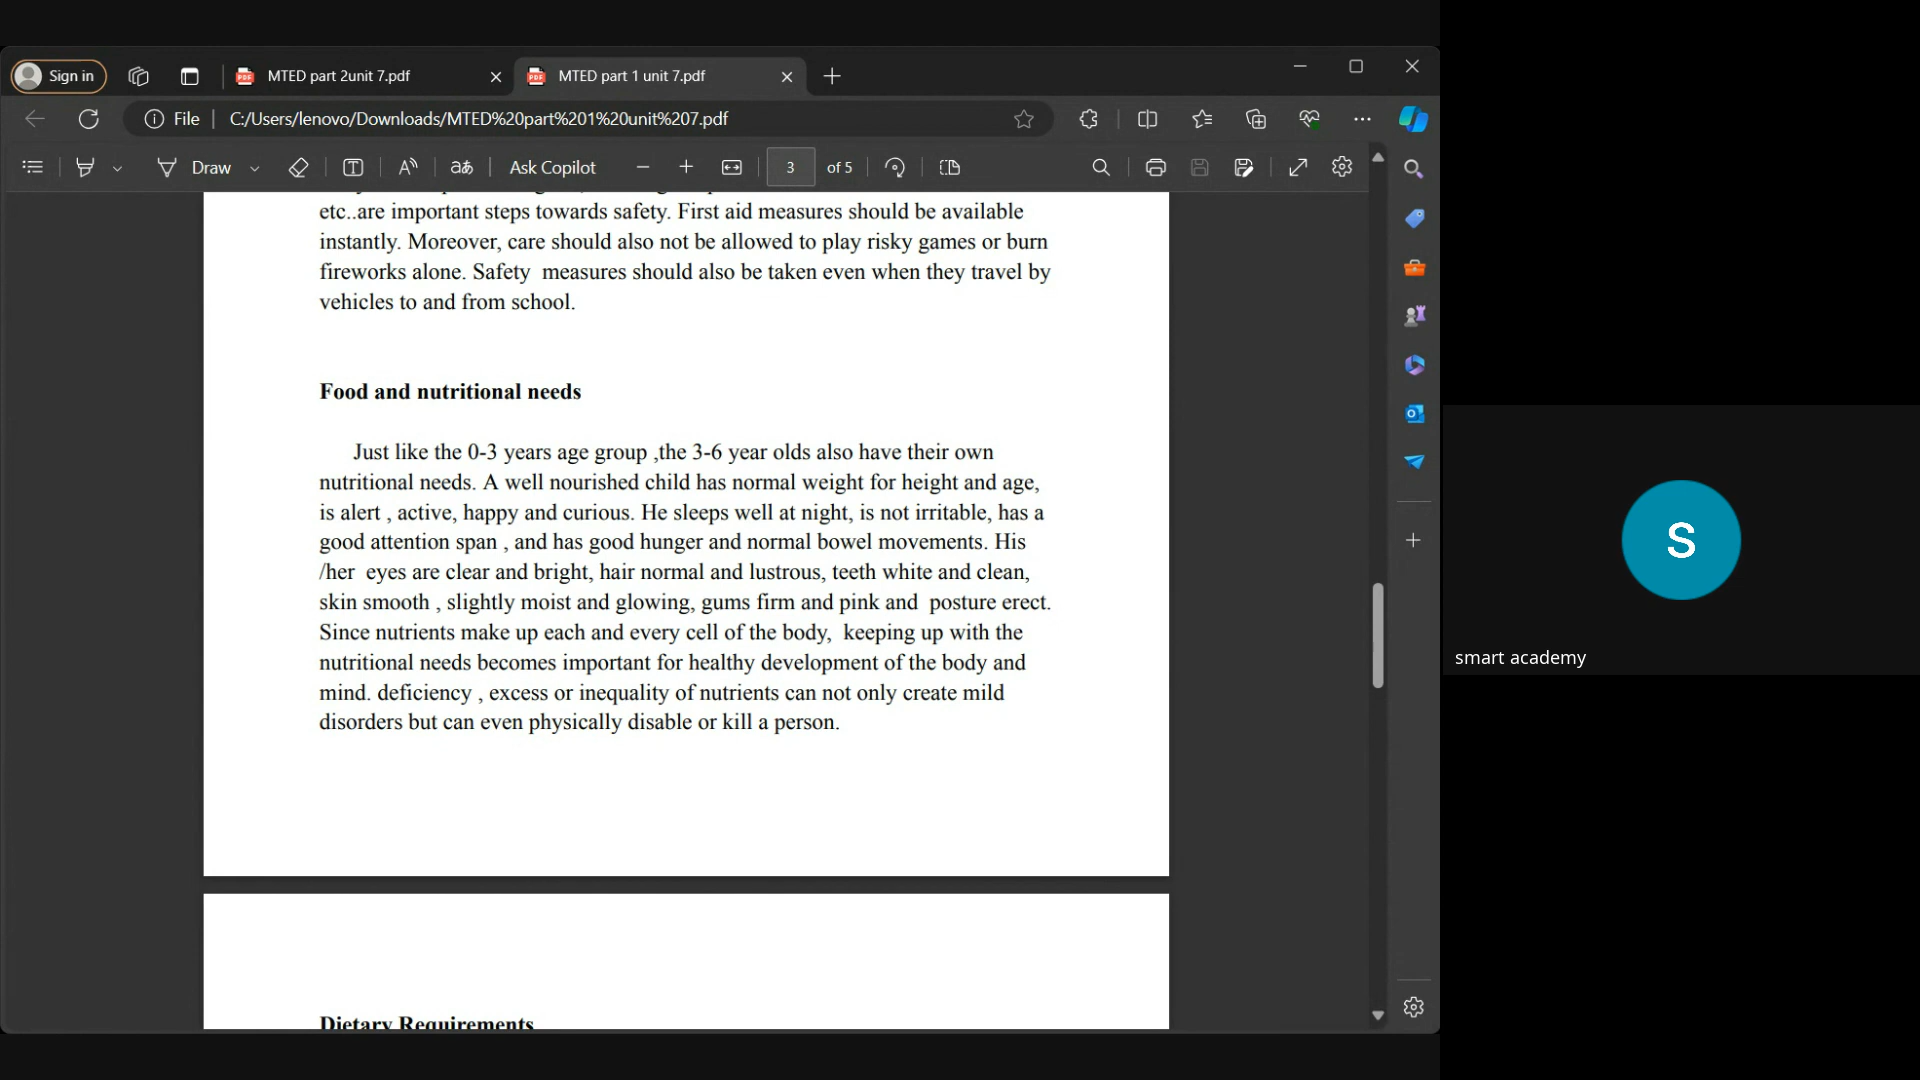 Sign in
MTED part 2unit 7.pdf
MTED part 1 unit 7.pdf
File
C:/Users/lenovo/Downloads/MTED%20part%201%20unit%207.pdf
Draw
Ask Copilot
3 of 5
etc..are important steps towards safety. First aid measures should be available
instantly. Moreover, care should also not be allowed to play risky games or burn
fireworks alone. Safety measures should also be taken even when they travel by
vehicles to and from school.
Food and nutritional needs
Just like the 0-3 years age group ,the 3-6 year olds also have their own
nutritional needs. A well nourished child has normal weight for height and age,
is alert , active, happy and curious. He sleeps well at night, is not irritable, has a
good attention span , and has good hunger and normal bowel movements. His
/her eyes are clear and bright, hair normal and lustrous, teeth white and clean,
skin smooth , slightly moist and glowing, gums firm and pink and posture erect.
Since nutrients make up each and every cell of the body, keeping up with the
nutritional needs becomes important for healthy development of the body and
mind. deficiency , excess or inequality of nutrients can not only create mild
disorders but can even physically disable or kill a person.
Dietary Requirements
S
smart academy